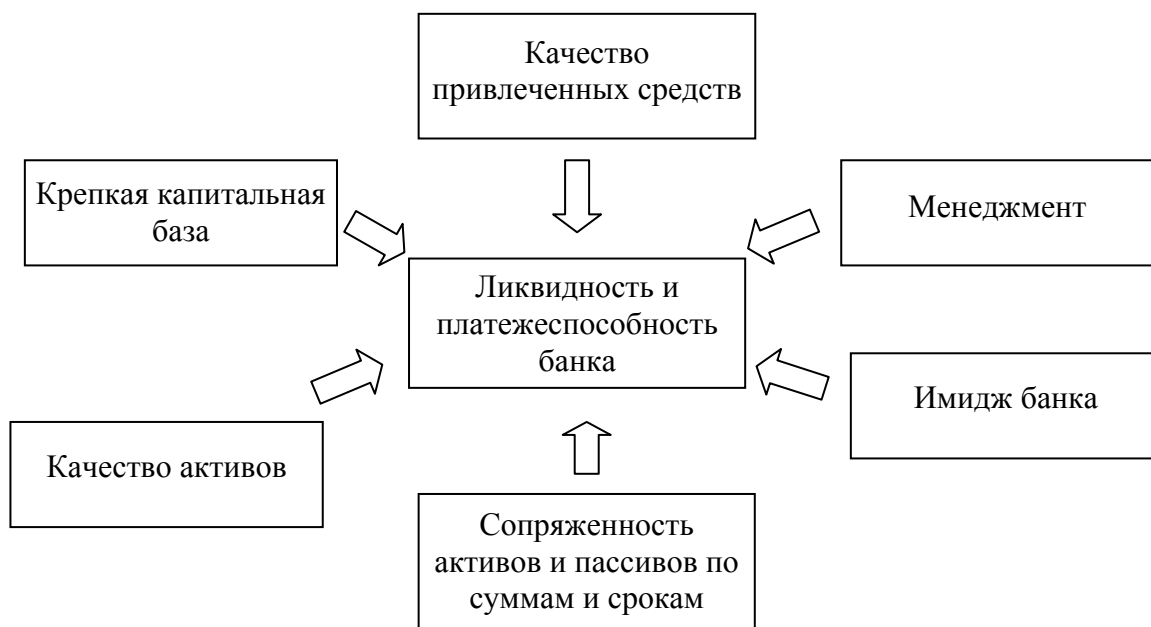 Качество
привлеченных средств
Крепкая капитальная
база
Менеджмент
Ликвидность и
платежеспособность
банка
Имидж банка
Качество активов
Сопряженность
активов и пассивов по
суммам и срокам